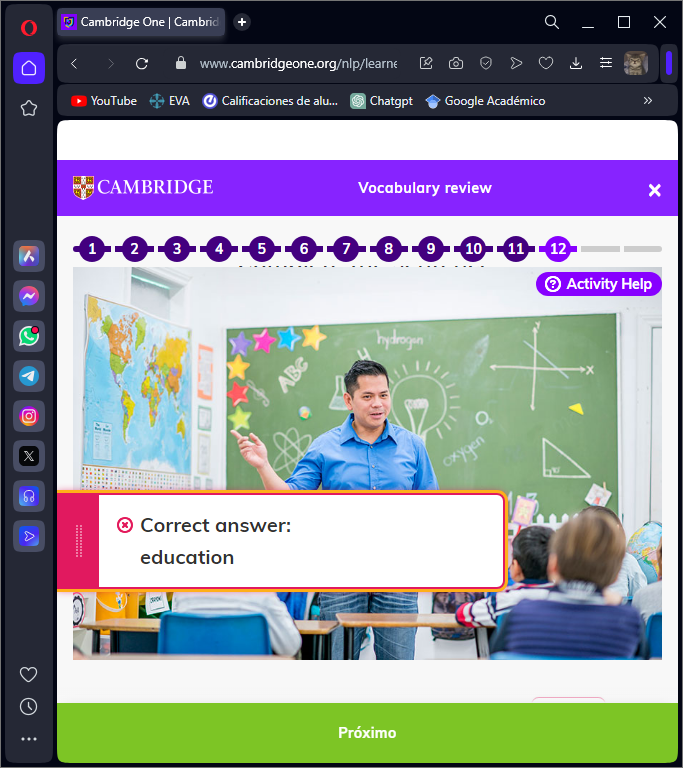 Cambridge One | Cambrid
www.cambridgeone.org/nlp/learne
YouTube
EVA
Calificaciones de alu...
Chatgpt
Google Académico
CAMBRIDGE
Vocabulary review
1 2 3 4 5 6 7 8 9 10 11 12
Activity Help
hydrogen
ABC
x
oxygen
Correct answer:
education
Próximo